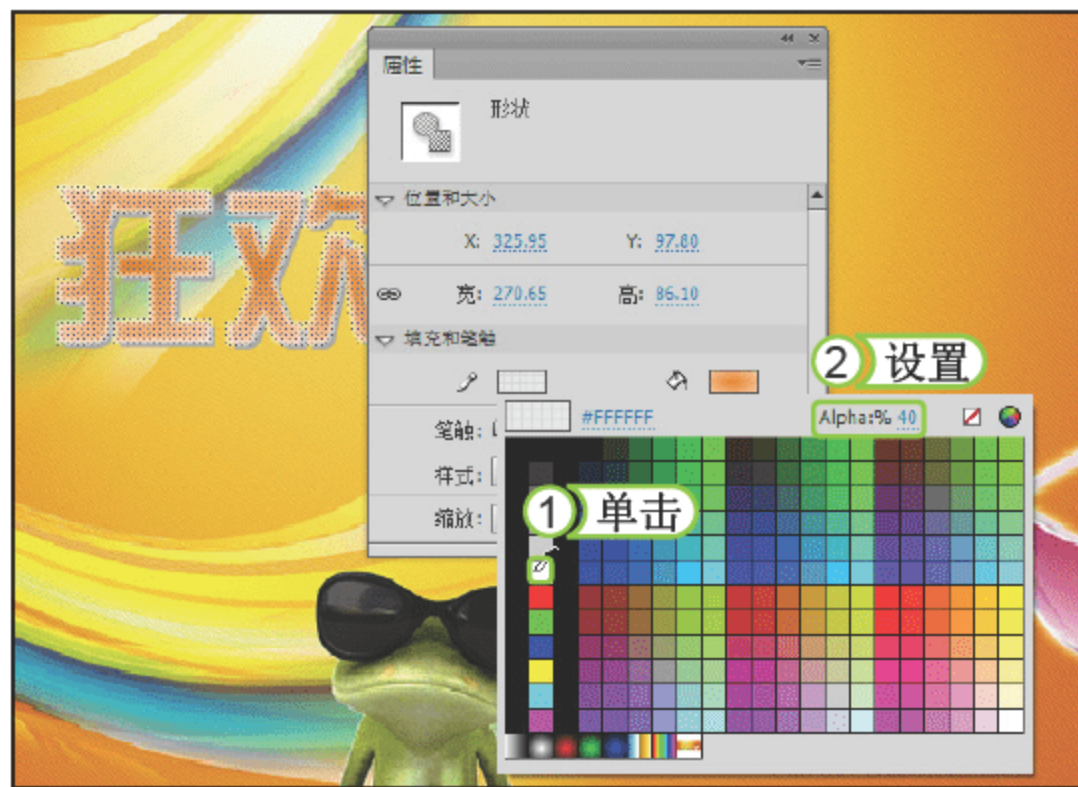 属性
形状
位置和大小
X: 325.95 Y: 97.80
狂欢
宽: 270.65 高: 86.10
填充和笔触
② 设置
#FFFFFF Alpha:% 40
笔触:
样式:
① 单击
缩放: